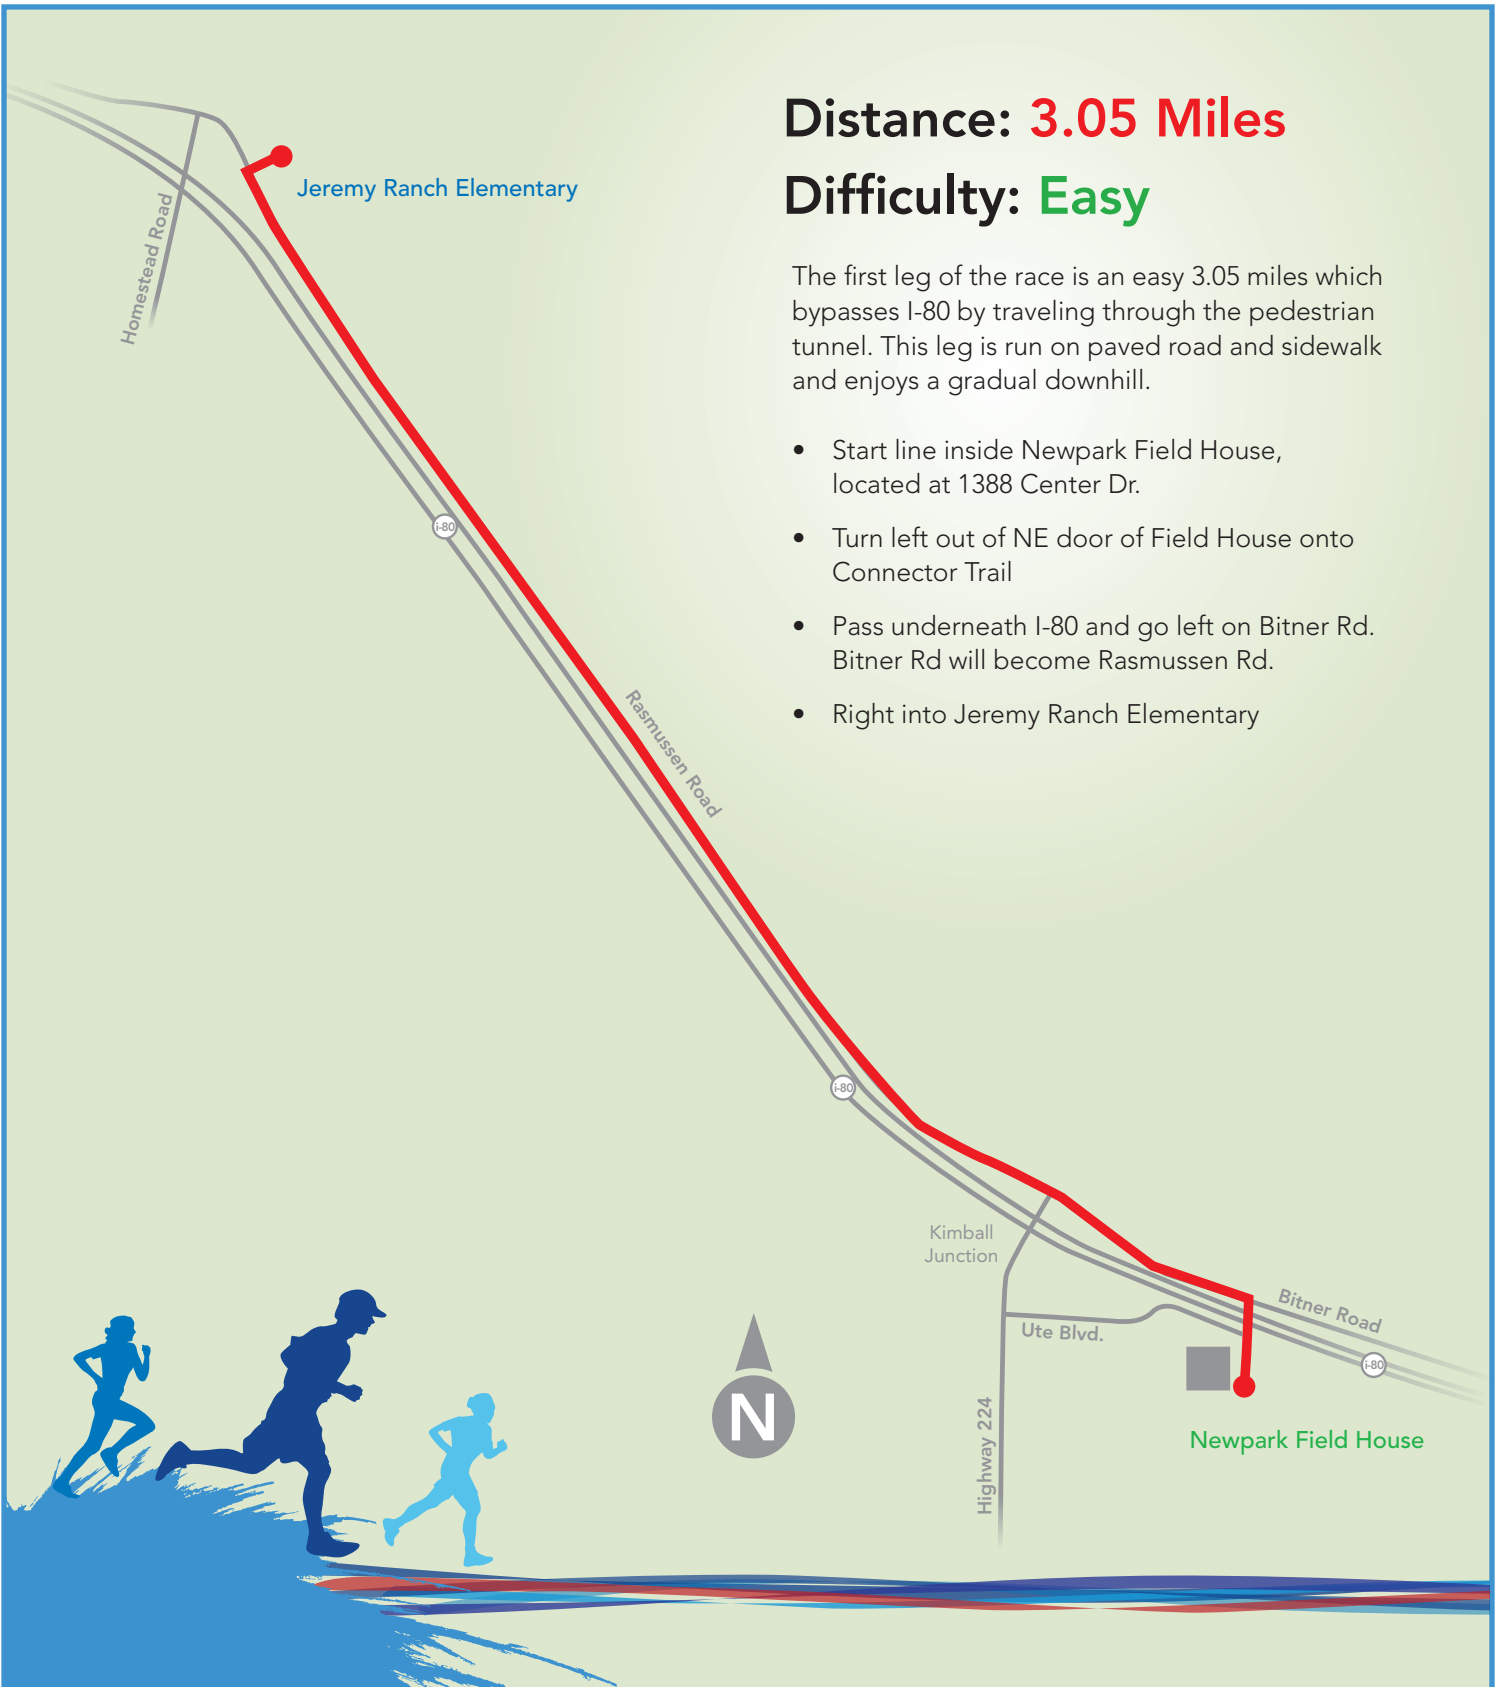 Distance: 3.05 Miles
Difficulty: Easy
The first leg of the race is an easy 3.05 miles which
bypasses I-80 by traveling through the pedestrian
tunnel. This leg is run on paved road and sidewalk
and enjoys a gradual downhill.
• Start line inside Newpark Field House,
located at 1388 Center Dr.
• Turn left out of NE door of Field House onto
Connector Trail
• Pass underneath I-80 and go left on Bitner Rd.
Bitner Rd will become Rasmussen Rd.
• Right into Jeremy Ranch Elementary
Jeremy Ranch Elementary
Homestead Road
i-80
Rasmussen Road
i-80
Kimball
Junction
Bitner Road
Ute Blvd.
i-80
Highway 224
Newpark Field House
N